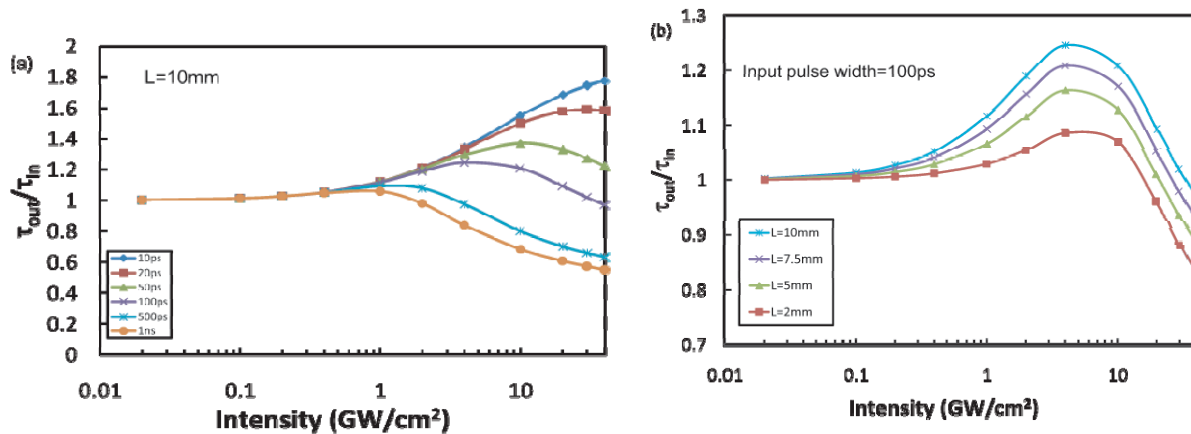 (a)
L=10mm
2
1.8
1.6
1.4
1.2
1
0.8
0.6
0.4
0.2
0
τout/τin
10ps
20ps
50ps
100ps
500ps
1ns
0.01 0.1 1 10
Intensity (GW/cm²)
(b)
Input pulse width=100ps
1.3
1.2
1.1
1
0.9
0.8
0.7
τout/τin
L=10mm
L=7.5mm
L=5mm
L=2mm
0.01 0.1 1 10
Intensity (GW/cm²)